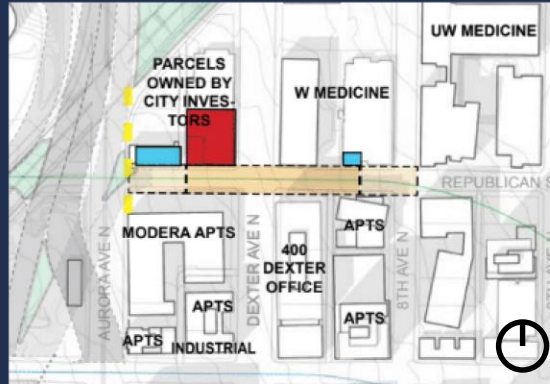 UW MEDICINE
PARCELS
OWNED BY
CITY INVES-
TORS
W MEDICINE
REPUBLICAN S
MODERA APTS
APTS
400
DEXTER
OFFICE
AURORA AVE N
DEXTER AVE N
8TH AVE N
APTS
APTS
APTS
INDUSTRIAL